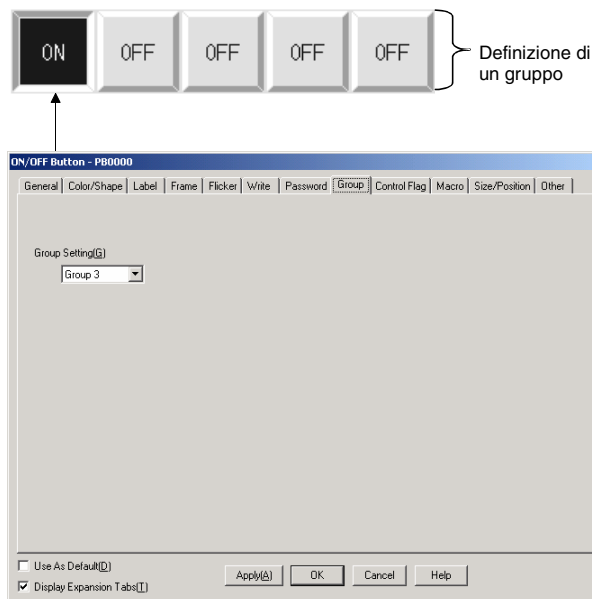 ON OFF OFF OFF OFF
Definizione di
un gruppo
ON/OFF Button - PB0000
General Color/Shape Label Frame Flicker Write Password Group Control Flag Macro Size/Position Other
Group Setting(G)
Group 3
Use As Default(D)
Display Expansion Tabs(T)
Apply(A) OK Cancel Help